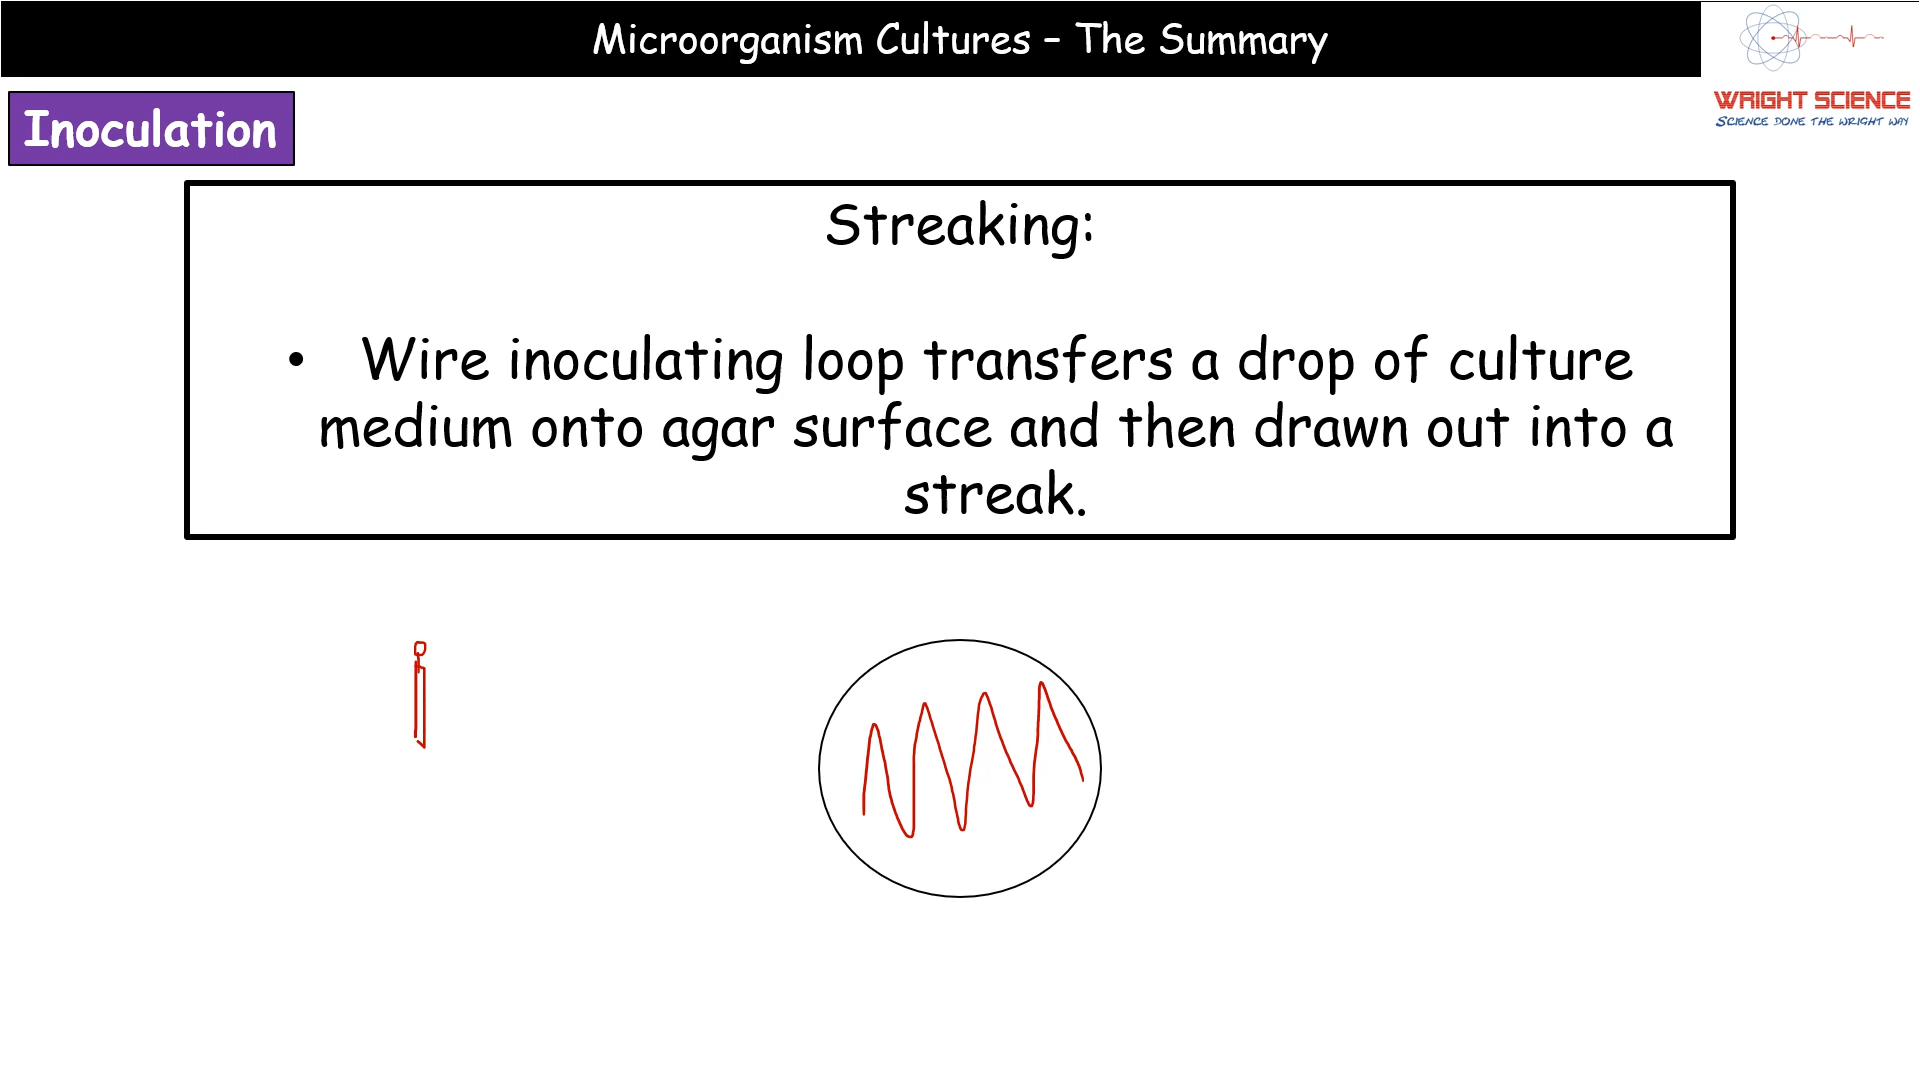 Microorganism Cultures – The Summary
WRIGHT SCIENCE
SCIENCE DONE THE WRIGHT WAY
Inoculation
Streaking:
• Wire inoculating loop transfers a drop of culture
medium onto agar surface and then drawn out into a
streak.